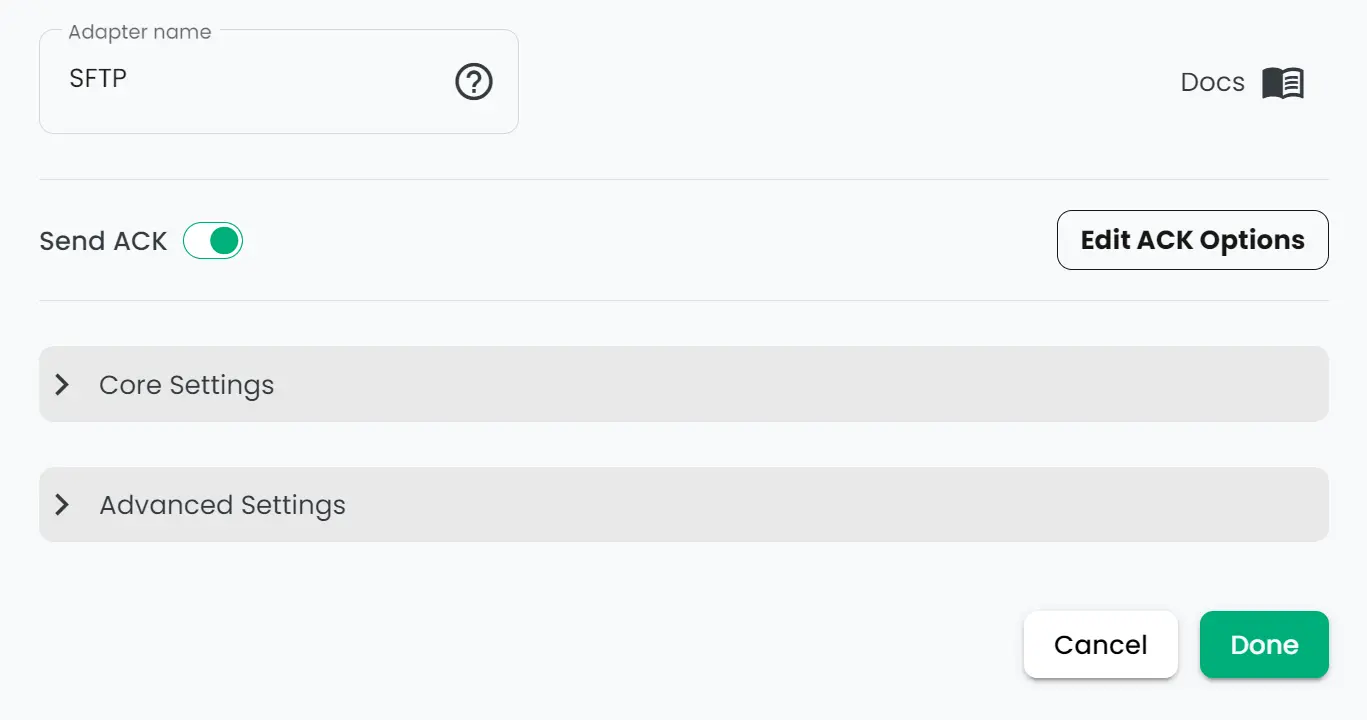 Adapter name
SFTP
Docs
Send ACK
Edit ACK Options
Core Settings
Advanced Settings
Cancel
Done